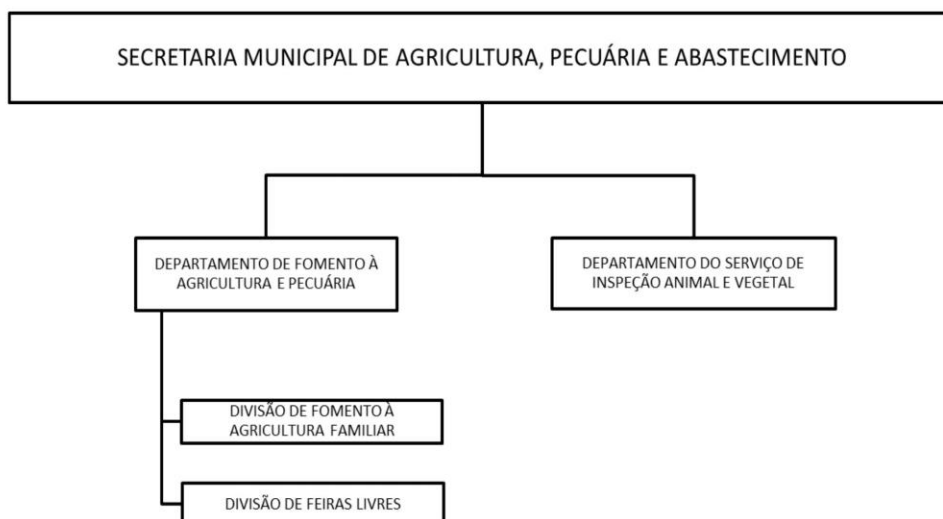 SECRETARIA MUNICIPAL DE AGRICULTURA, PECUÁRIA E ABASTECIMENTO
DEPARTAMENTO DE FOMENTO À
AGRICULTURA E PECUÁRIA
DEPARTAMENTO DO SERVIÇO DE
INSPEÇÃO ANIMAL E VEGETAL
DIVISÃO DE FOMENTO À
AGRICULTURA FAMILIAR
DIVISÃO DE FEIRAS LIVRES